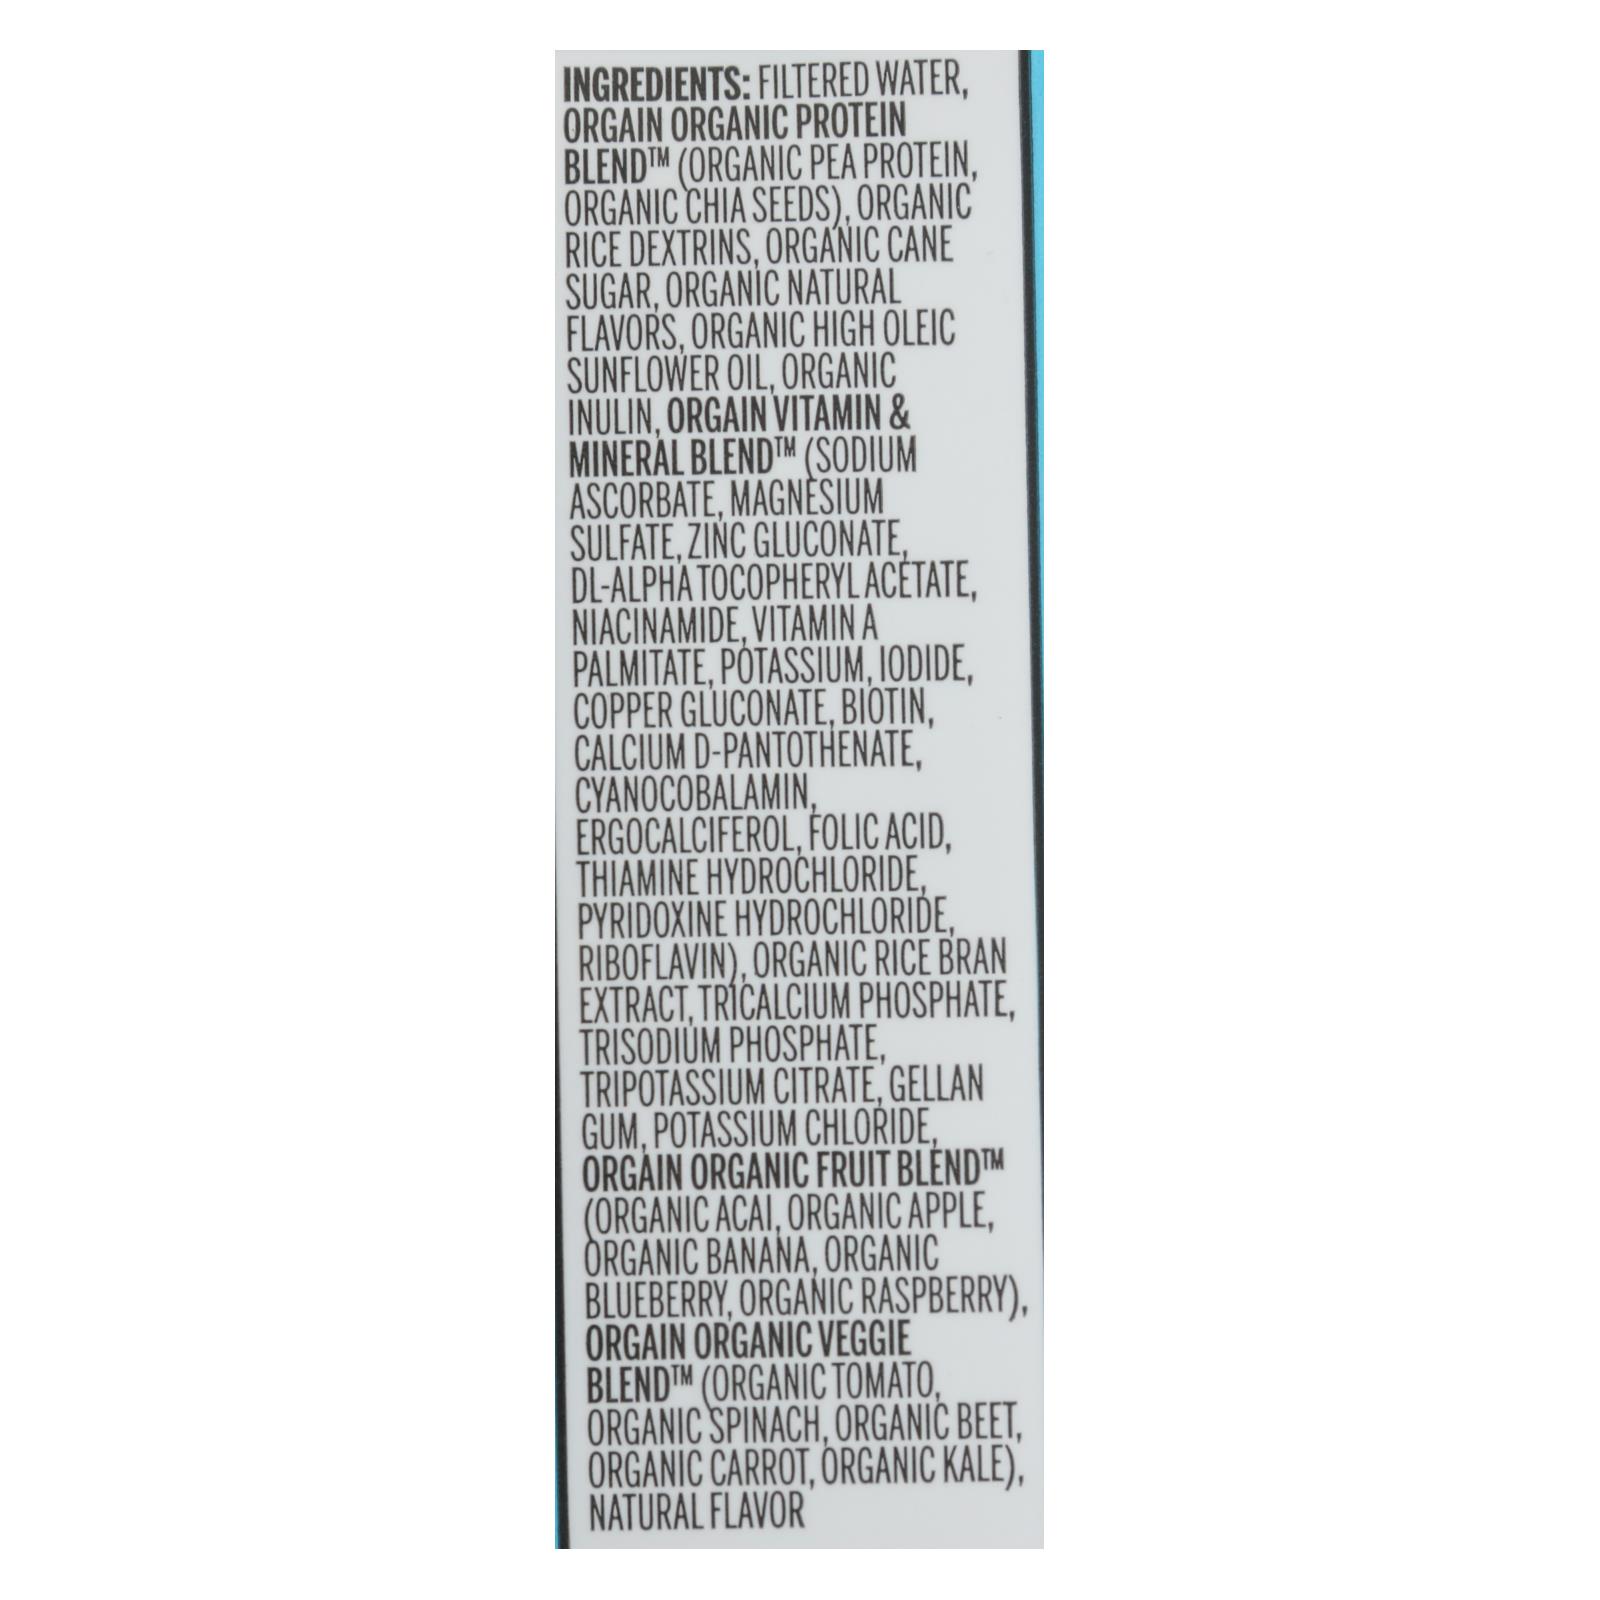 INGREDIENTS: FILTERED WATER,
ORGAIN ORGANIC PROTEIN
BLEND™ (ORGANIC PEA PROTEIN,
ORGANIC CHIA SEEDS), ORGANIC
RICE DEXTRINS, ORGANIC CANE
SUGAR, ORGANIC NATURAL
FLAVORS, ORGANIC HIGH OLEIC
SUNFLOWER OIL, ORGANIC
INULIN, ORGAIN VITAMIN &
MINERAL BLEND™ (SODIUM
ASCORBATE, MAGNESIUM
SULFATE, ZINC GLUCONATE,
DL-ALPHA TOCOPHERYL ACETATE,
NIACINAMIDE, VITAMIN A
PALMITATE, POTASSIUM, IODIDE,
COPPER GLUCONATE, BIOTIN,
CALCIUM D-PANTOTHENATE,
CYANOCOBALAMIN,
ERGOCALCIFEROL, FOLIC ACID,
THIAMINE HYDROCHLORIDE,
PYRIDOXINE HYDROCHLORIDE,
RIBOFLAVIN), ORGANIC RICE BRAN
EXTRACT, TRICALCIUM PHOSPHATE,
TRISODIUM PHOSPHATE,
TRIPOTASSIUM CITRATE, GELLAN
GUM, POTASSIUM CHLORIDE,
ORGAIN ORGANIC FRUIT BLEND™
(ORGANIC ACAI, ORGANIC APPLE,
ORGANIC BANANA, ORGANIC
BLUEBERRY, ORGANIC RASPBERRY),
ORGAIN ORGANIC VEGGIE
BLEND™ (ORGANIC TOMATO,
ORGANIC SPINACH, ORGANIC BEET,
ORGANIC CARROT, ORGANIC KALE),
NATURAL FLAVOR